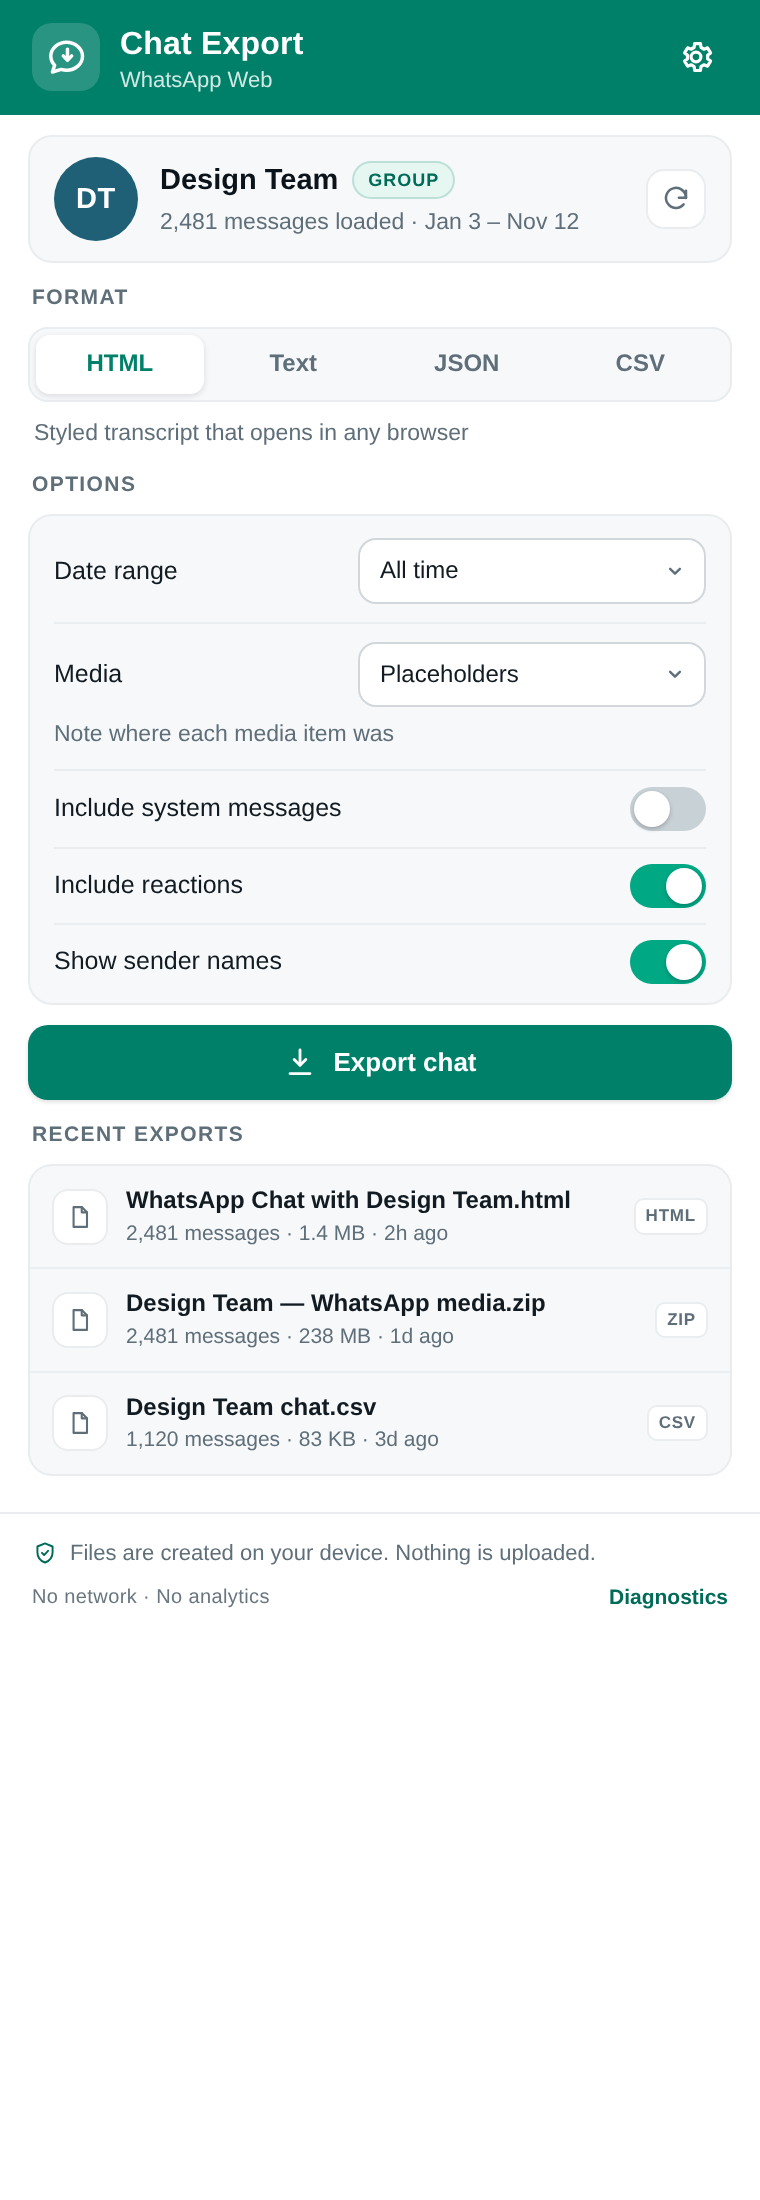 Chat Export
WhatsApp Web
DT
Design Team GROUP
2,481 messages loaded · Jan 3 – Nov 12
FORMAT
HTML Text JSON CSV
Styled transcript that opens in any browser
OPTIONS
Date range All time
Media Placeholders
Note where each media item was
Include system messages
Include reactions
Show sender names
Export chat
RECENT EXPORTS
WhatsApp Chat with Design Team.html
2,481 messages · 1.4 MB · 2h ago
HTML
Design Team — WhatsApp media.zip
2,481 messages · 238 MB · 1d ago
ZIP
Design Team chat.csv
1,120 messages · 83 KB · 3d ago
CSV
Files are created on your device. Nothing is uploaded.
No network · No analytics Diagnostics